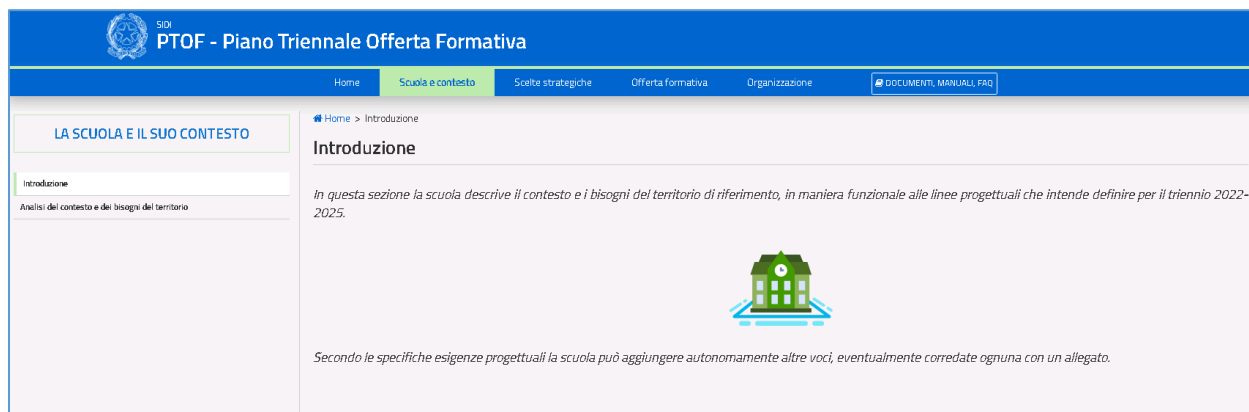 SIDI
PTOF - Piano Triennale Offerta Formativa
Home Scuola e contesto Scelte strategiche Offerta formativa Organizzazione DOCUMENTI, MANUALI, FAQ
LA SCUOLA E IL SUO CONTESTO
Introduzione
Analisi del contesto e dei bisogni del territorio
Home > Introduzione
Introduzione
In questa sezione la scuola descrive il contesto e i bisogni del territorio di riferimento, in maniera funzionale alle linee progettuali che intende definire per il triennio 2022-
2025.
Secondo le specifiche esigenze progettuali la scuola può aggiungere autonomamente altre voci, eventualmente corredate ognuna con un allegato.